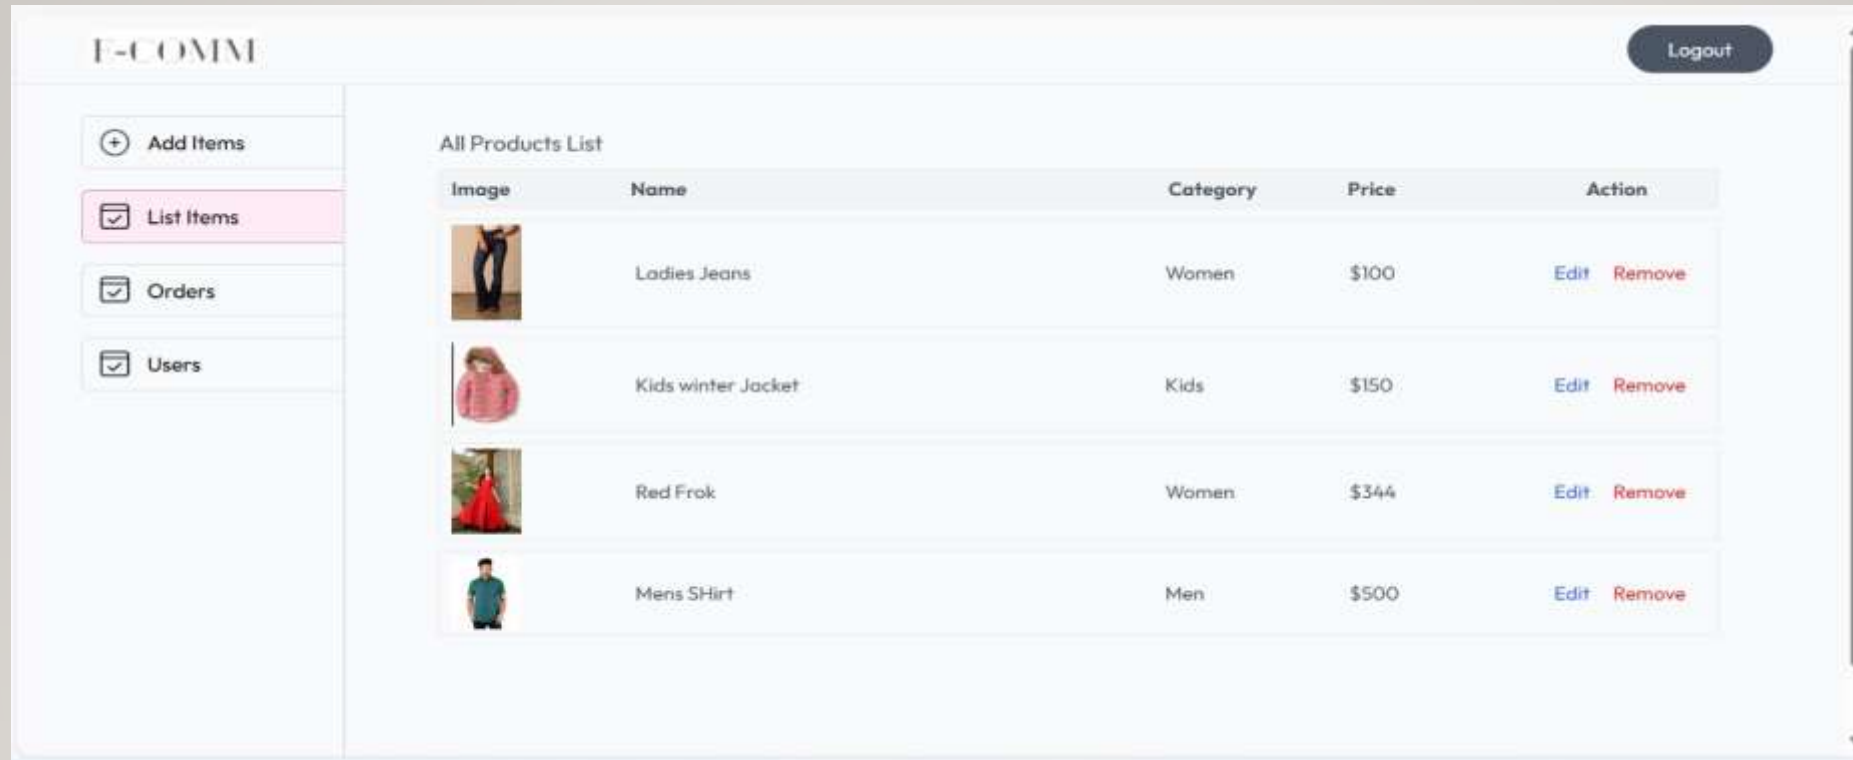 E-COMM
Logout
Add Items
List Items
Orders
Users
All Products List
Image Name Category Price Action
Ladies Jeans Women $100 Edit Remove
Kids winter Jacket Kids $150 Edit Remove
Red Frok Women $344 Edit Remove
Mens SHirt Men $500 Edit Remove